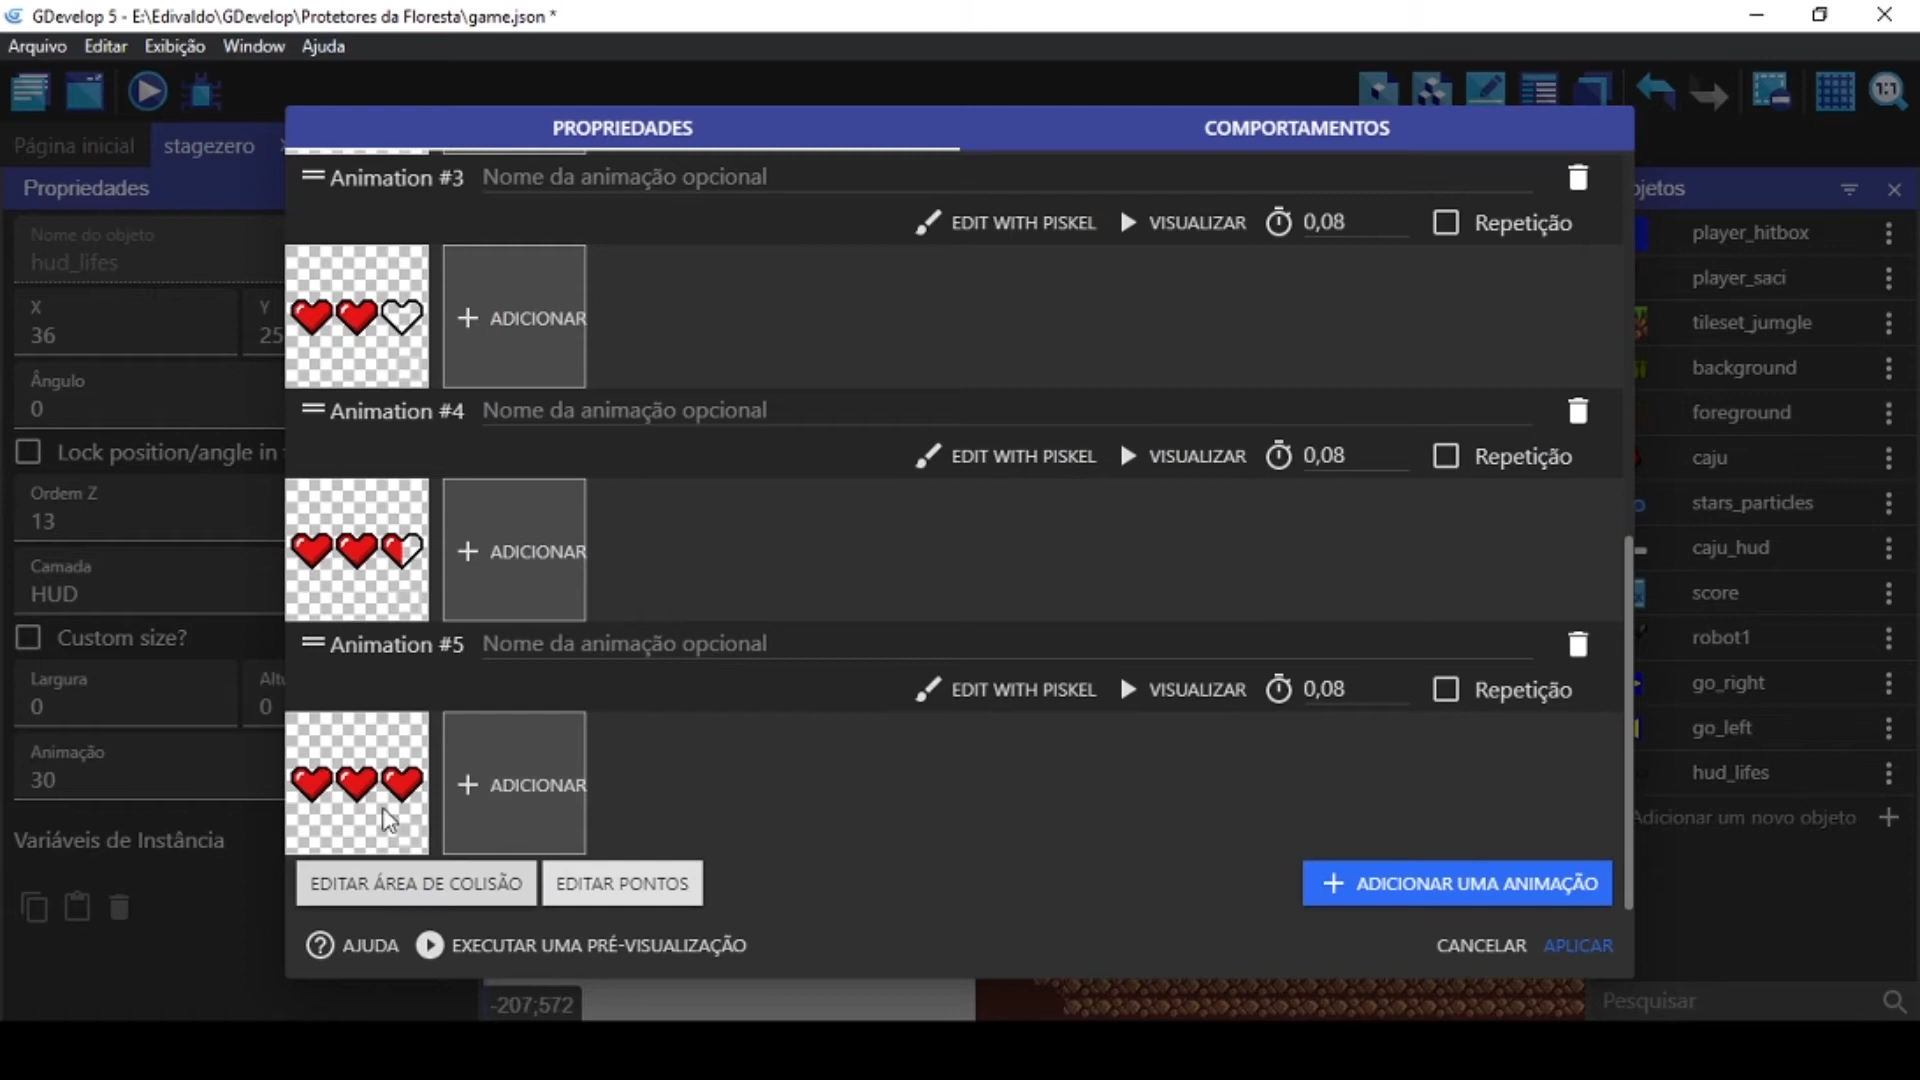 GDevelop 5 - E:\Edivaldo\GDevelop\Protetores da Floresta\game.json *
Arquivo Editar Exibição Window Ajuda
1:1
Página inicial stagezero
PROPRIEDADES COMPORTAMENTOS
Propriedades
Nome do objeto
hud_lifes
X Y
36 25
Ângulo
0
Lock position/angle in
Ordem Z
13
Camada
HUD
Custom size?
Largura Altu
0 0
Animação
30
Variáveis de Instância
Animation #3 Nome da animação opcional
EDIT WITH PISKEL VISUALIZAR 0,08 Repetição
+ ADICIONAR
Animation #4 Nome da animação opcional
EDIT WITH PISKEL VISUALIZAR 0,08 Repetição
+ ADICIONAR
Animation #5 Nome da animação opcional
EDIT WITH PISKEL VISUALIZAR 0,08 Repetição
+ ADICIONAR
EDITAR ÁREA DE COLISÃO EDITAR PONTOS + ADICIONAR UMA ANIMAÇÃO
? AJUDA EXECUTAR UMA PRÉ-VISUALIZAÇÃO CANCELAR APLICAR
-207;572
bjetos
player_hitbox
player_saci
tileset_jumgle
background
foreground
caju
stars_particles
caju_hud
score
robot1
go_right
go_left
hud_lifes
Adicionar um novo objeto +
Pesquisar